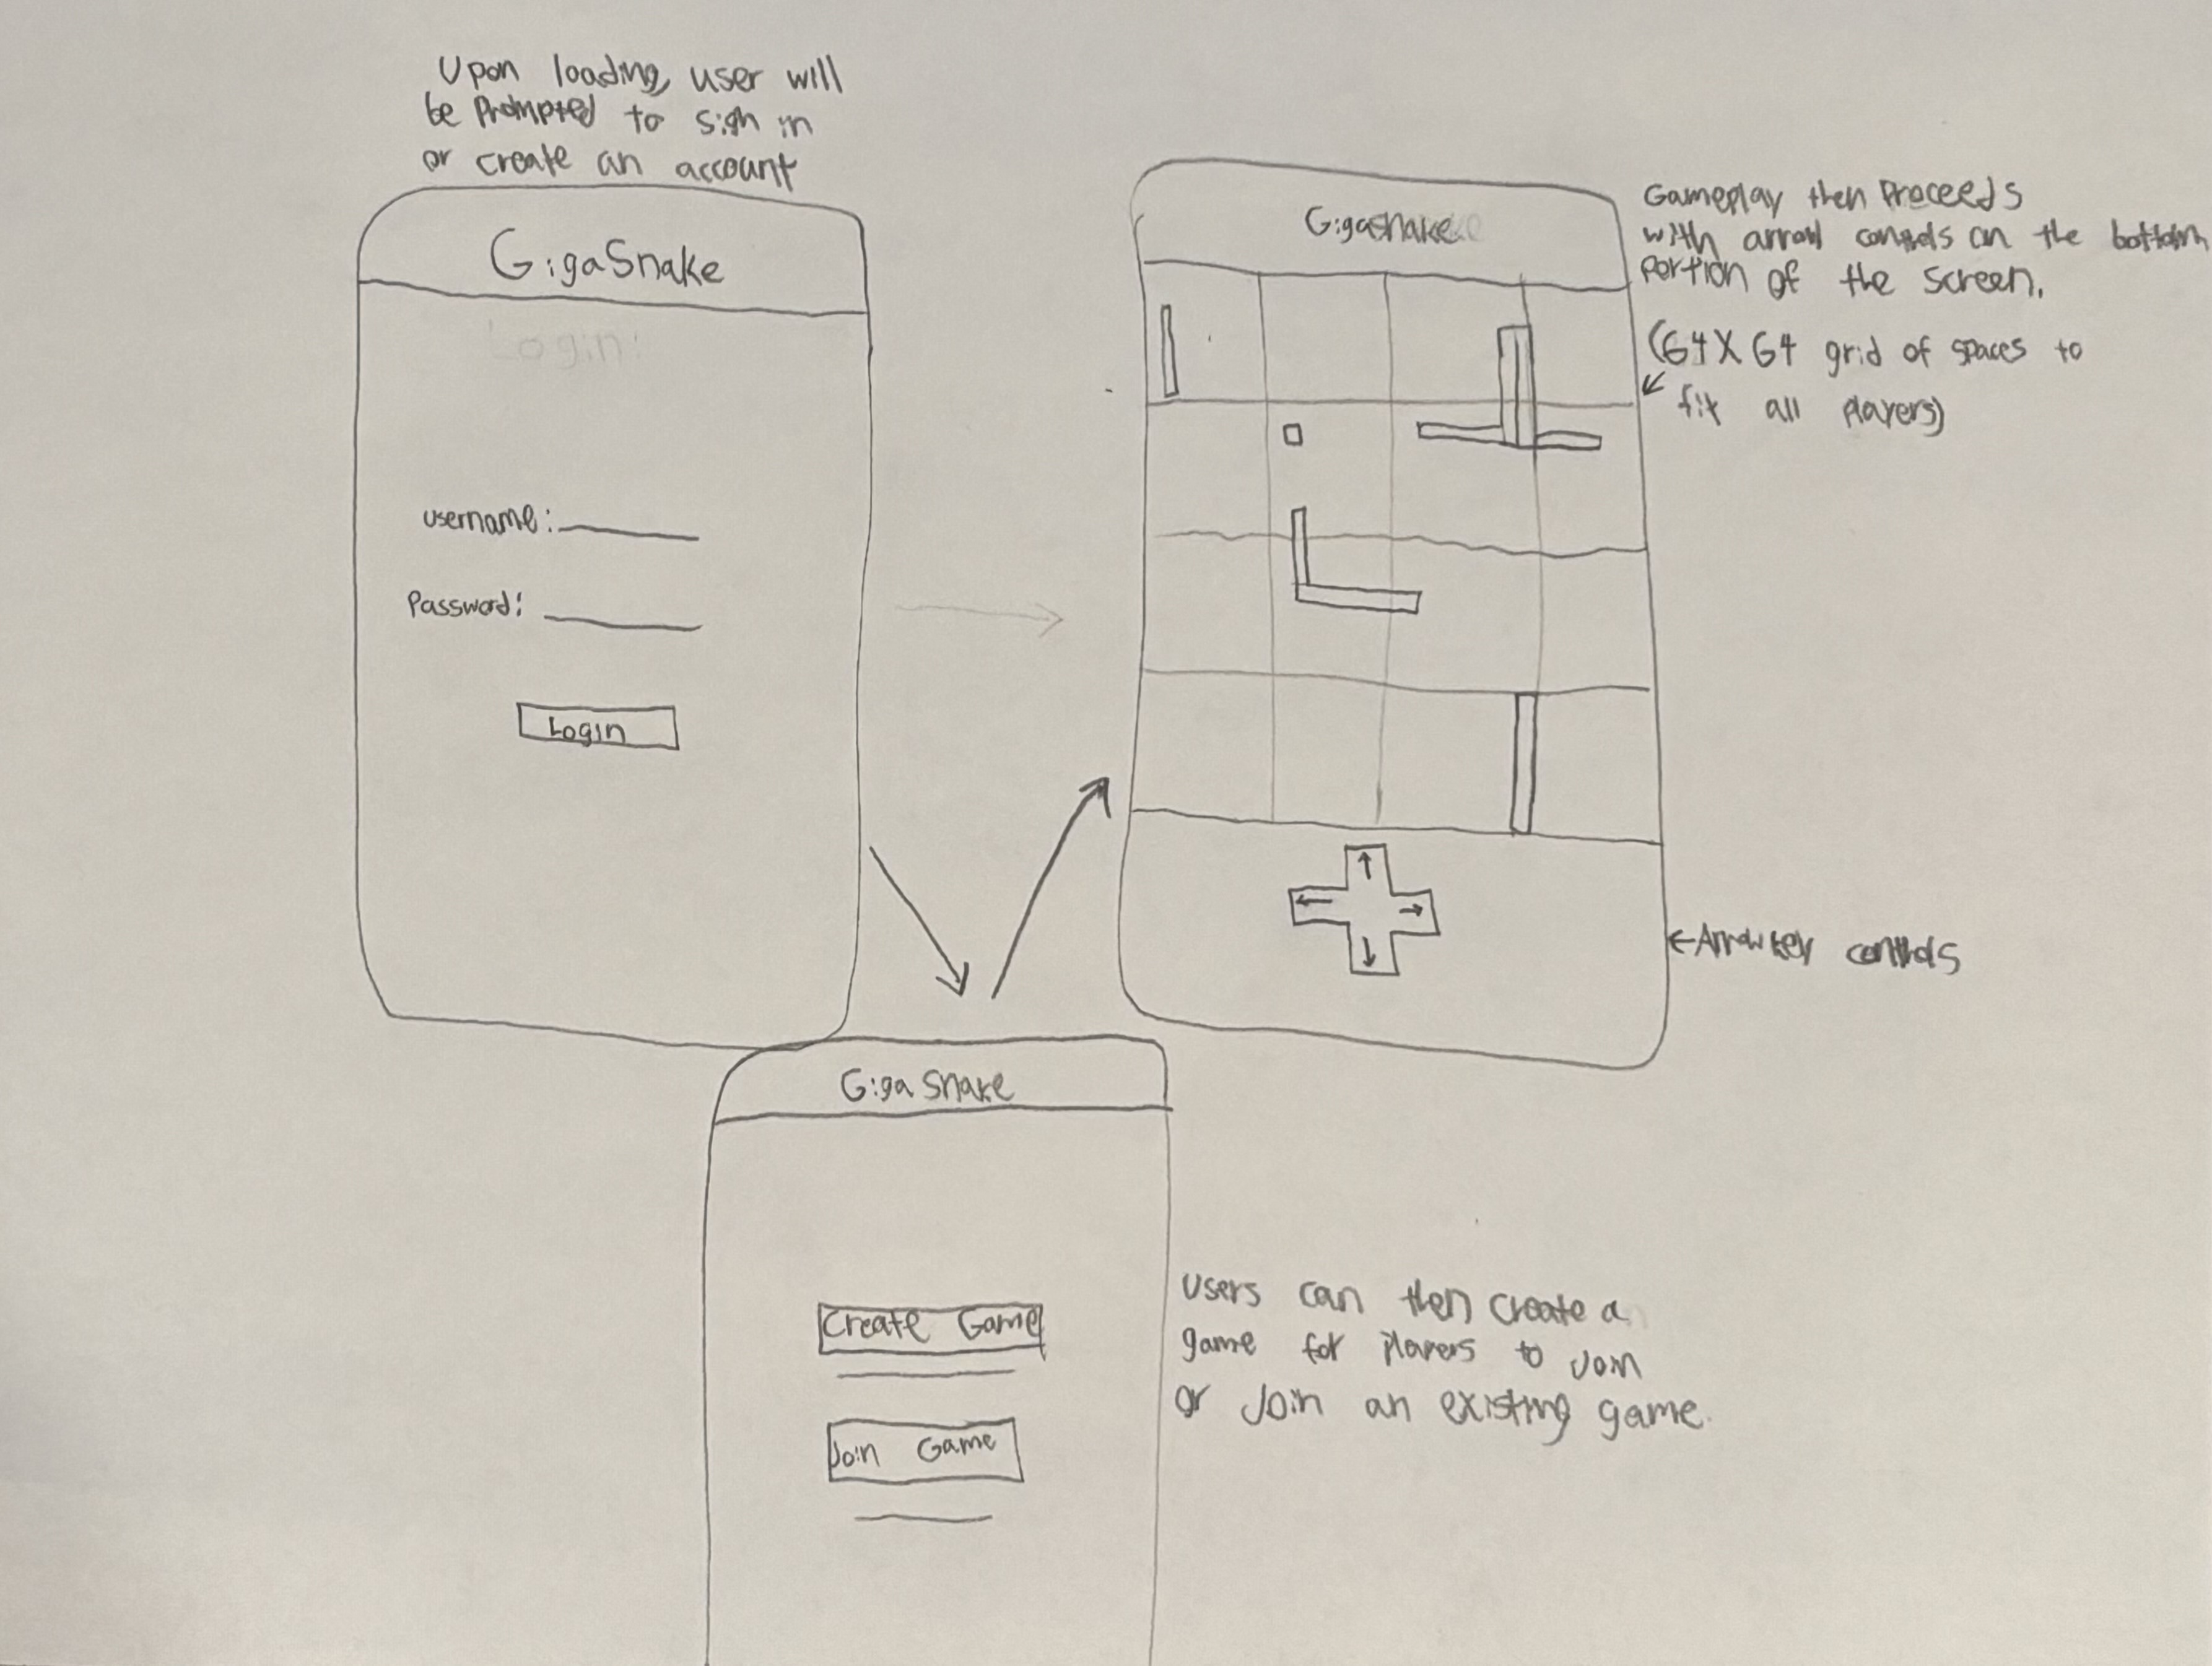 Upon loading, user will
be Prompted to sign in
or create an account
GigaSnake
Login:
username:
Password:
Login
GigaSnake
Gameplay then Proceeds
with arrow controls on the bottom
portion of the screen.
(64X64 grid of spaces to
fit all players)
←Arrow key controls
Giga Snake
Create Game
Join Game
Users can then create a
game for players to Join
or Join an existing game.